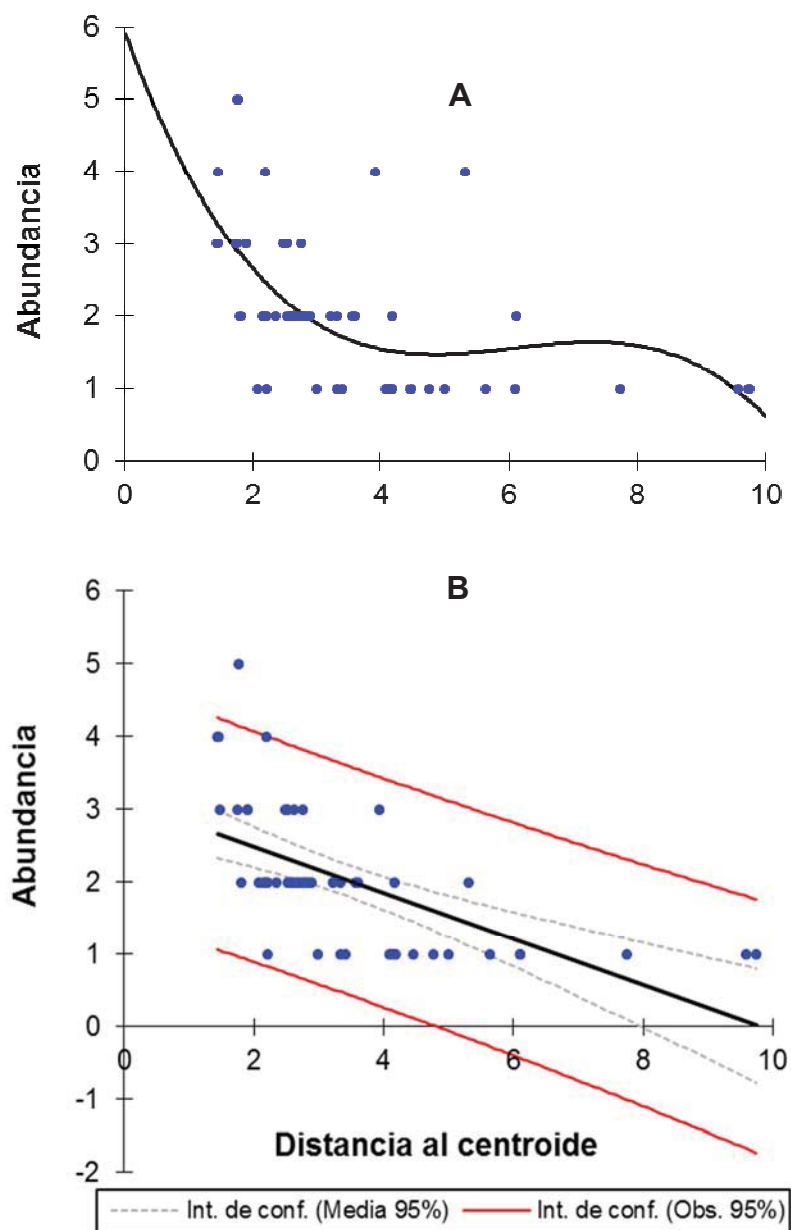 A
Abundancia
6
5
4
3
2
1
0
0 2 4 6 8 10
B
Abundancia
6
5
4
3
2
1
0
-1
-2
0 2 4 6 8 10
Distancia al centroide
Int. de conf. (Media 95%) Int. de conf. (Obs. 95%)